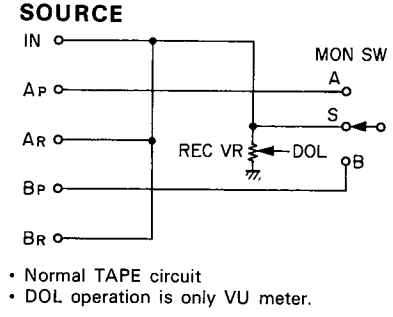 SOURCE
IN
MON SW
A
AP
S
AR
REC VR
DOL
B
BP
BR
• Normal TAPE circuit
• DOL operation is only VU meter.